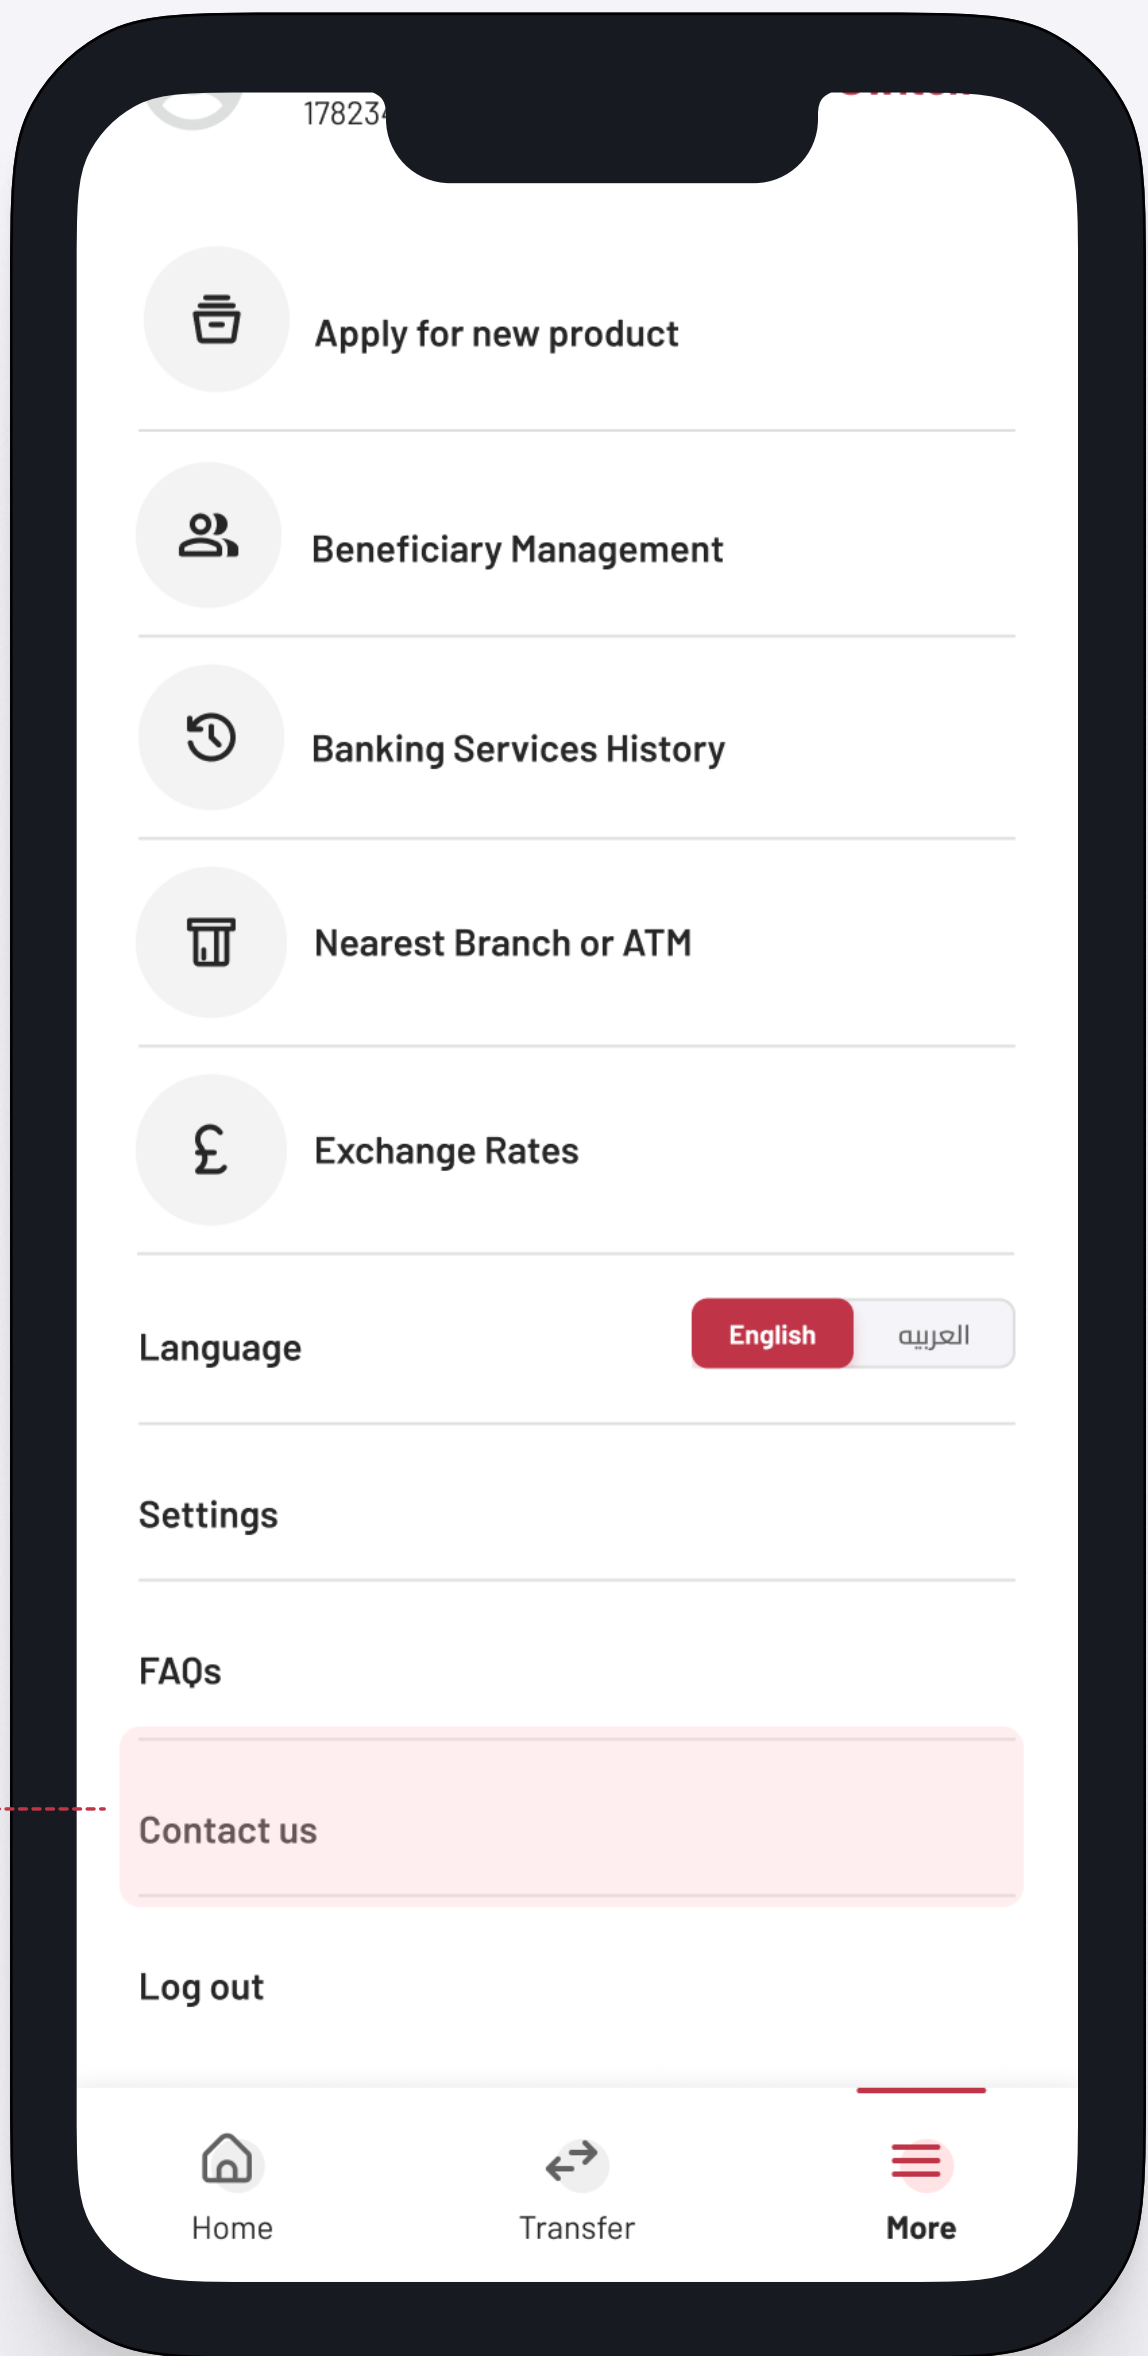 Apply for new product
Beneficiary Management
Banking Services History
Nearest Branch or ATM
£
Exchange Rates
Language
English
العربيه
Settings
FAQs
Contact us
Log out
Home
Transfer
More